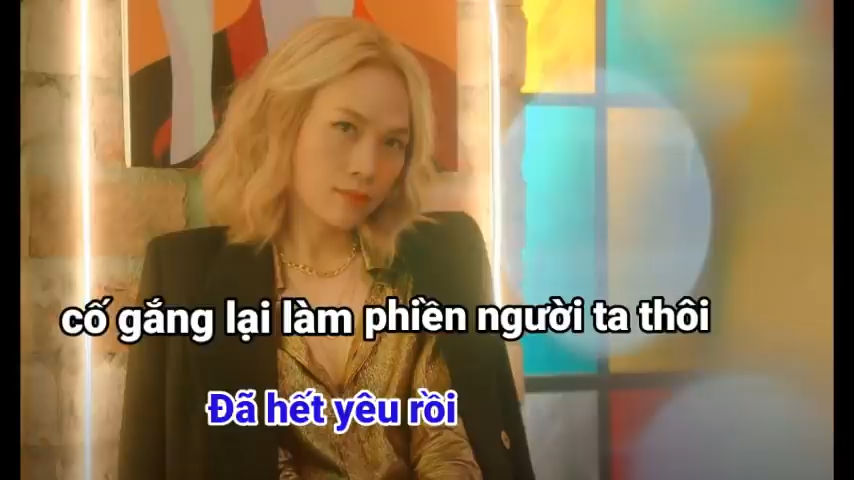 cố gắng lại làm phiền người ta thôi
Đã hết yêu rồi